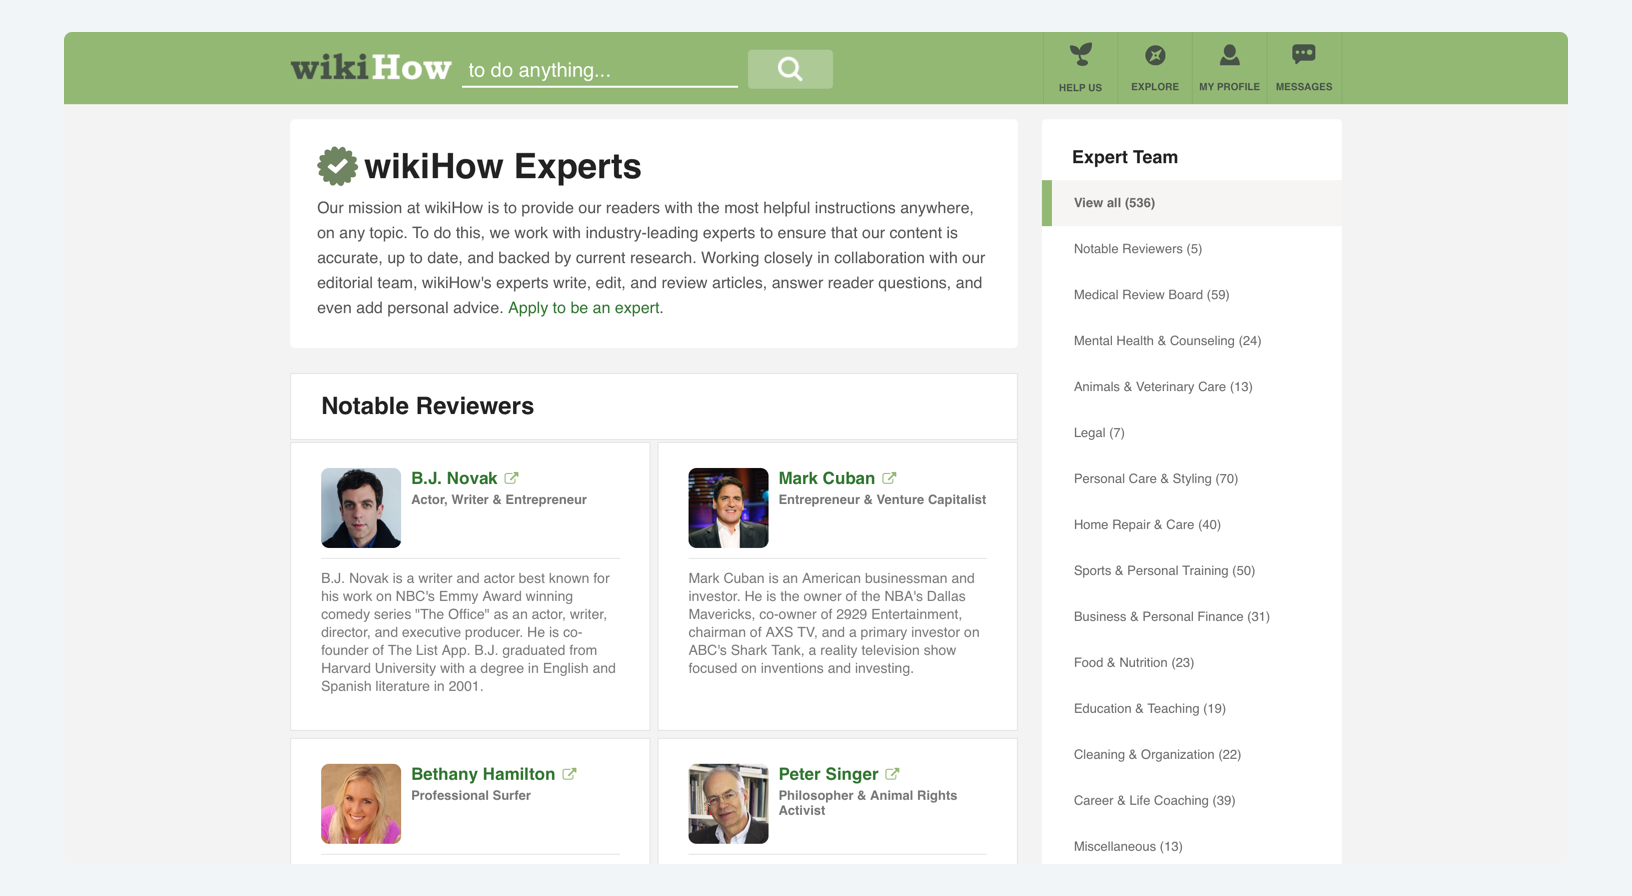 wikiHow to do anything...
HELP US
EXPLORE
MY PROFILE
MESSAGES
wikiHow Experts
Our mission at wikiHow is to provide our readers with the most helpful instructions anywhere,
on any topic. To do this, we work with industry-leading experts to ensure that our content is
accurate, up to date, and backed by current research. Working closely in collaboration with our
editorial team, wikiHow's experts write, edit, and review articles, answer reader questions, and
even add personal advice. Apply to be an expert.
Notable Reviewers
B.J. Novak
Actor, Writer & Entrepreneur
B.J. Novak is a writer and actor best known for
his work on NBC's Emmy Award winning
comedy series "The Office" as an actor, writer,
director, and executive producer. He is co-
founder of The List App. B.J. graduated from
Harvard University with a degree in English and
Spanish literature in 2001.
Mark Cuban
Entrepreneur & Venture Capitalist
Mark Cuban is an American businessman and
investor. He is the owner of the NBA's Dallas
Mavericks, co-owner of 2929 Entertainment,
chairman of AXS TV, and a primary investor on
ABC's Shark Tank, a reality television show
focused on inventions and investing.
Bethany Hamilton
Professional Surfer
Peter Singer
Philosopher & Animal Rights
Activist
Expert Team
View all (536)
Notable Reviewers (5)
Medical Review Board (59)
Mental Health & Counseling (24)
Animals & Veterinary Care (13)
Legal (7)
Personal Care & Styling (70)
Home Repair & Care (40)
Sports & Personal Training (50)
Business & Personal Finance (31)
Food & Nutrition (23)
Education & Teaching (19)
Cleaning & Organization (22)
Career & Life Coaching (39)
Miscellaneous (13)